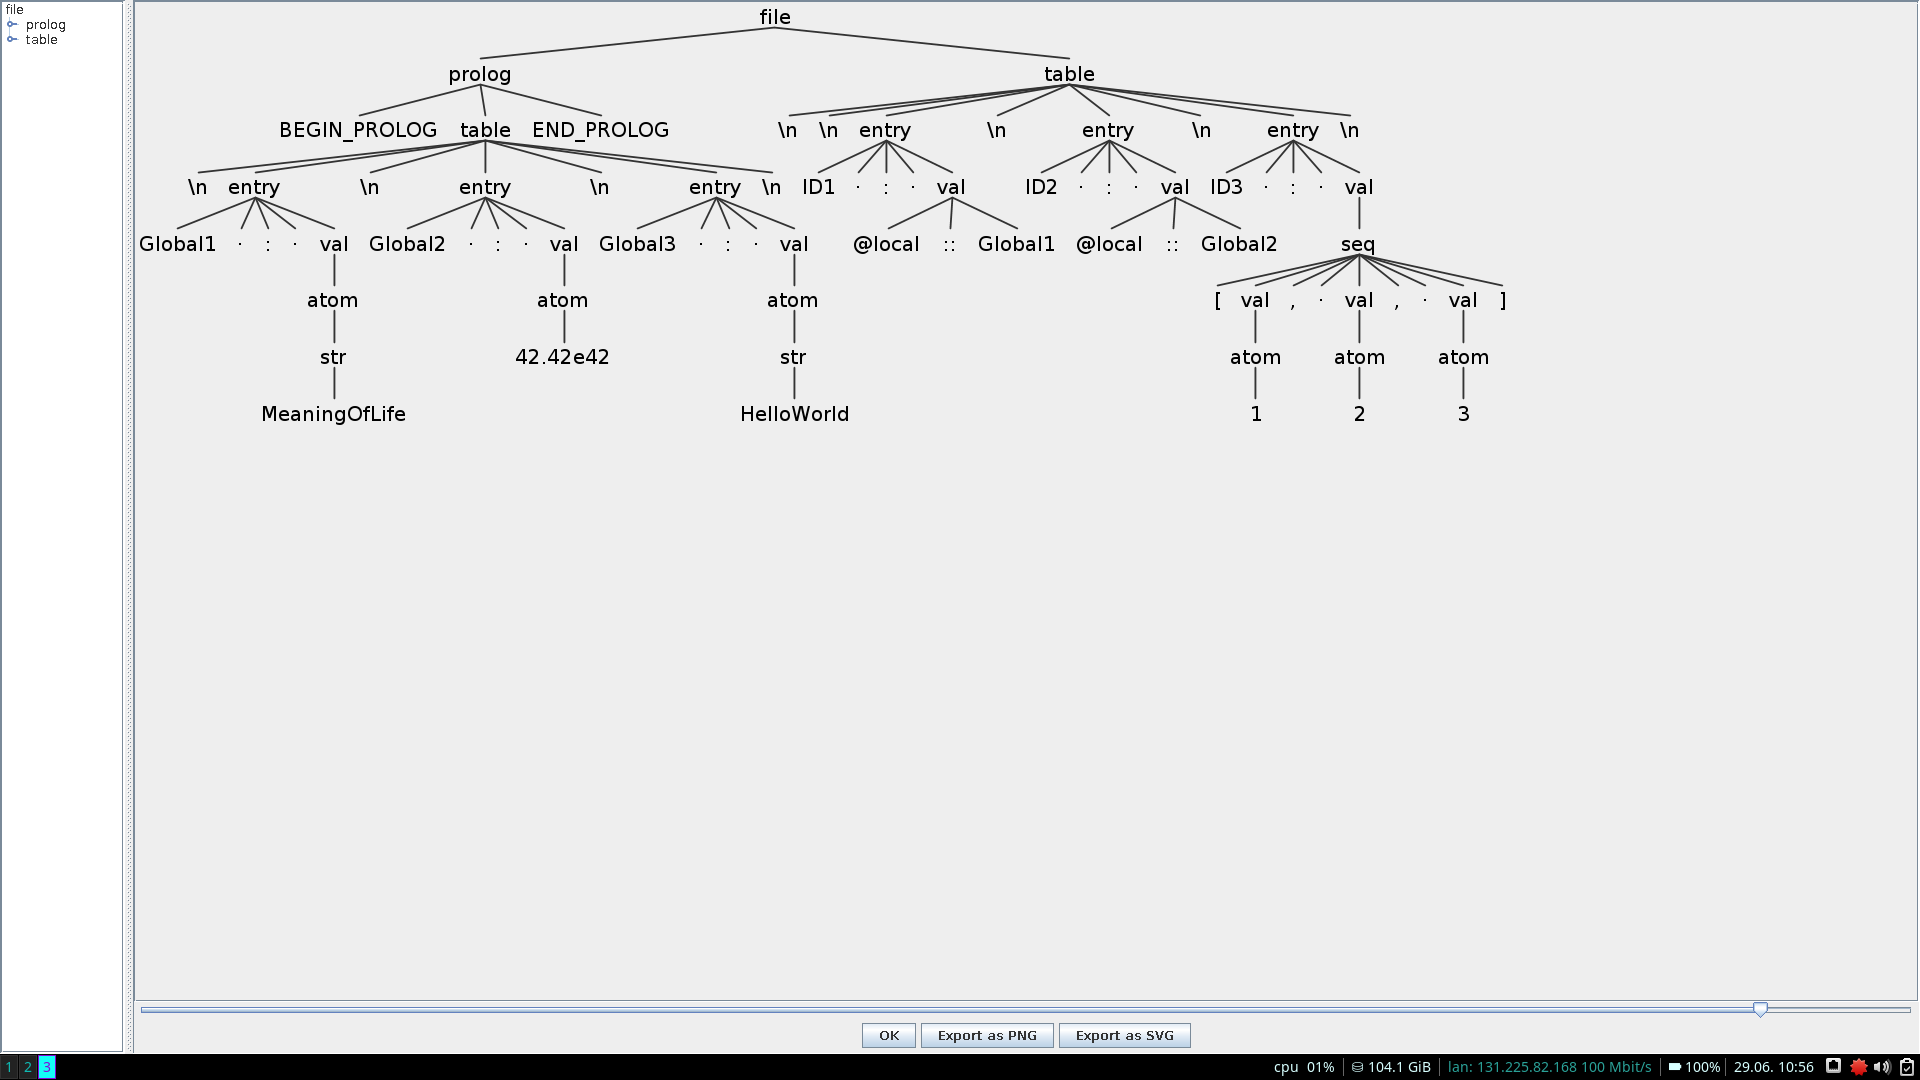 file
prolog
table
file
prolog table
BEGIN_PROLOG table END_PROLOG \n \n entry \n entry \n entry \n
\n entry \n entry \n entry \n ID1 · : · val ID2 · : · val ID3 · : · val
Global1 · : · val Global2 · : · val Global3 · : · val @local :: Global1 @local :: Global2 seq
atom atom atom [ val , · val , · val ]
str 42.42e42 str atom atom atom
MeaningOfLife HelloWorld 1 2 3
OK Export as PNG Export as SVG
1 2 3 cpu 01% 104.1 GiB lan: 131.225.82.168 100 Mbit/s 100% 29.06. 10:56